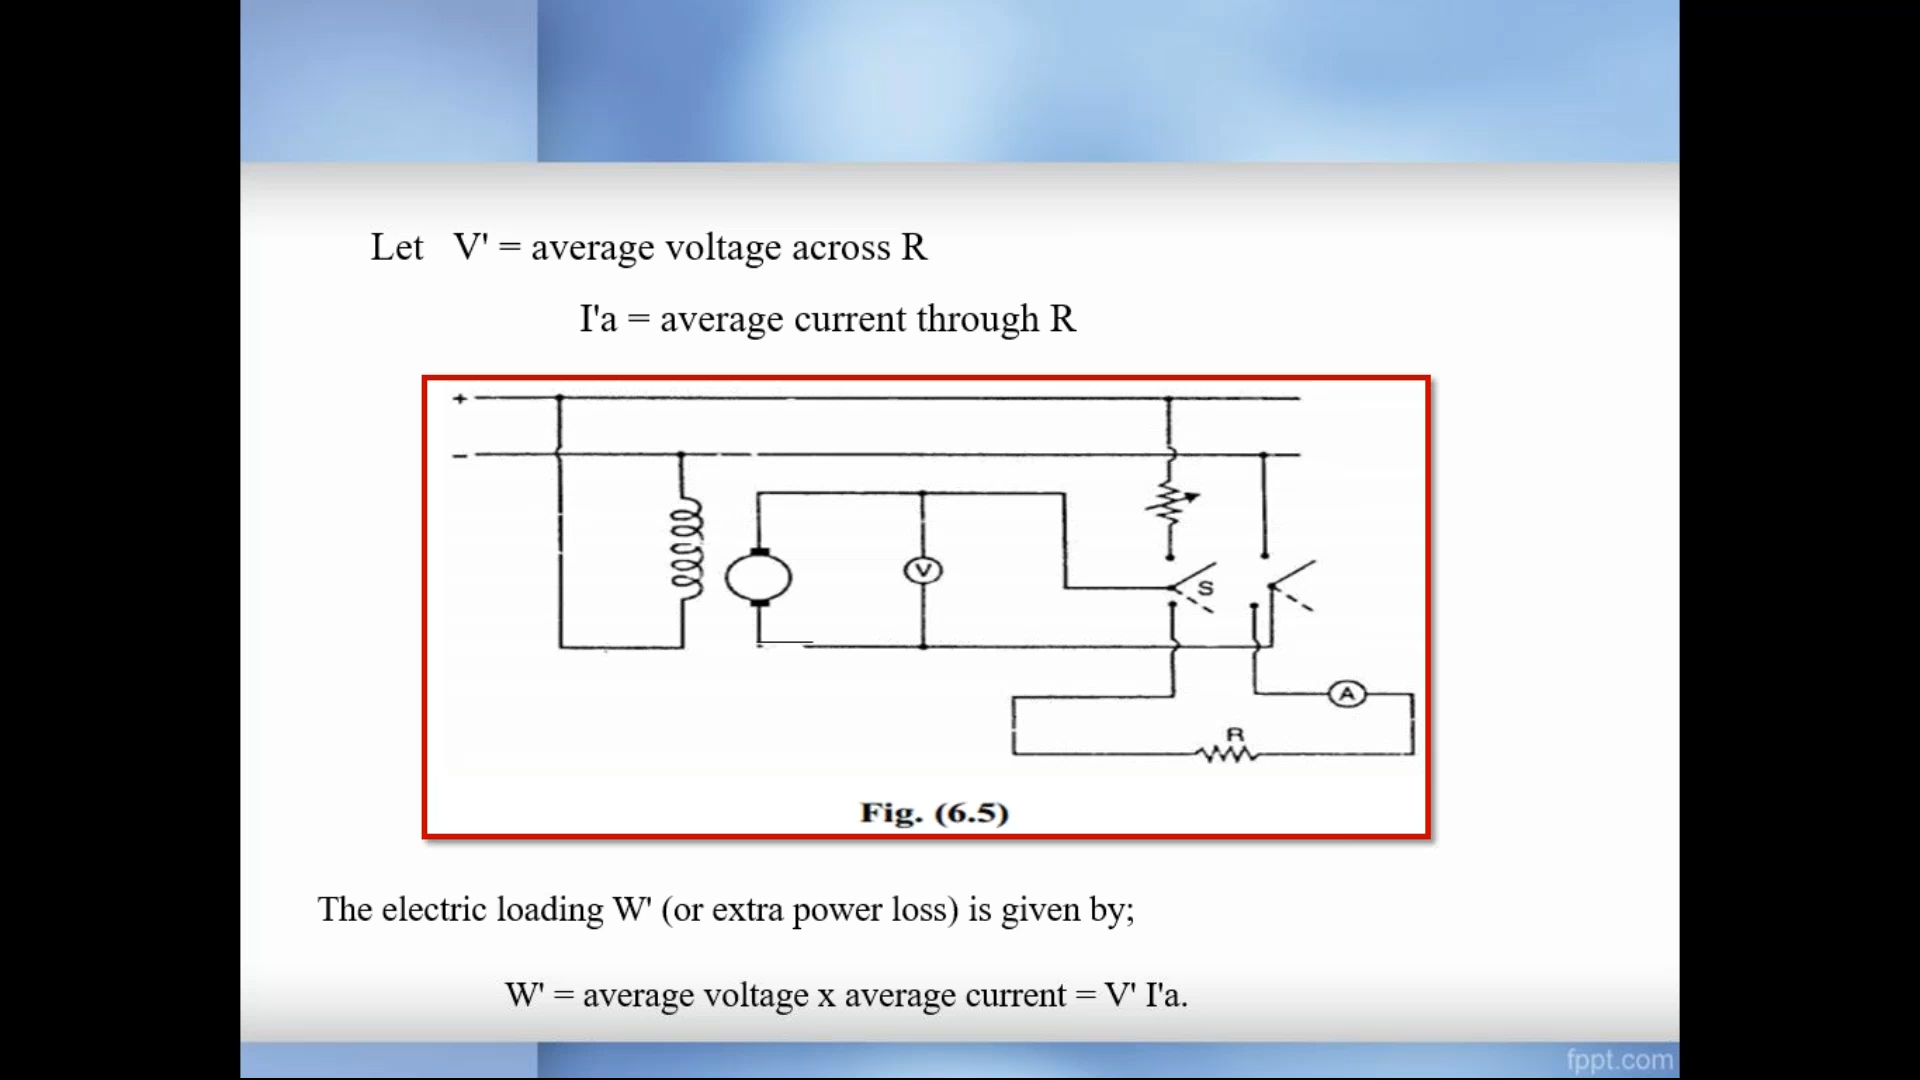 Let V' = average voltage across R
I'a = average current through R
+
−
V
S
A
R
Fig. (6.5)
The electric loading W' (or extra power loss) is given by;
W' = average voltage x average current = V' I'a.
fppt.com